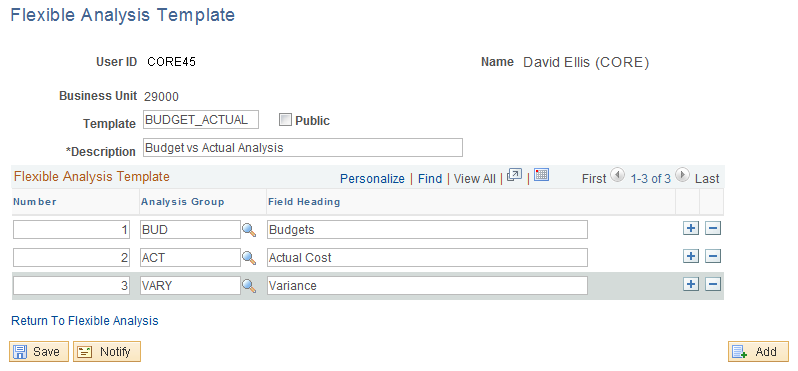 Flexible Analysis Template
User ID CORE45 Name David Ellis (CORE)
Business Unit 29000
Template BUDGET_ACTUAL Public
*Description Budget vs Actual Analysis
Flexible Analysis Template Personalize | Find | View All | | First 1-3 of 3 Last
Number Analysis Group Field Heading
1 BUD Budgets
2 ACT Actual Cost
3 VARY Variance
Return To Flexible Analysis
Save Notify Add